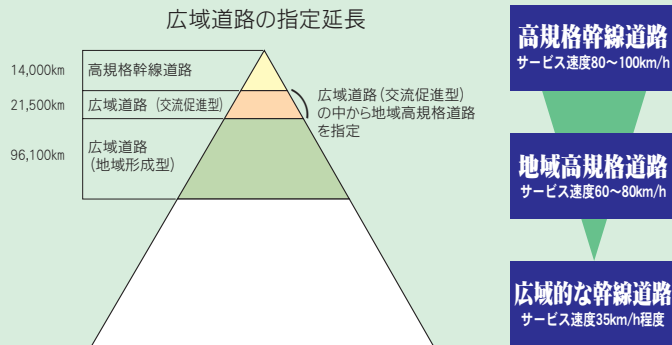 広域道路の指定延長
14,000km
高規格幹線道路
21,500km
広域道路（交流促進型）
96,100km
広域道路
（地域形成型）
広域道路（交流促進型）
の中から地域高規格道路
を指定
高規格幹線道路
サービス速度80～100km/h
地域高規格道路
サービス速度60～80km/h
広域的な幹線道路
サービス速度35km/h程度